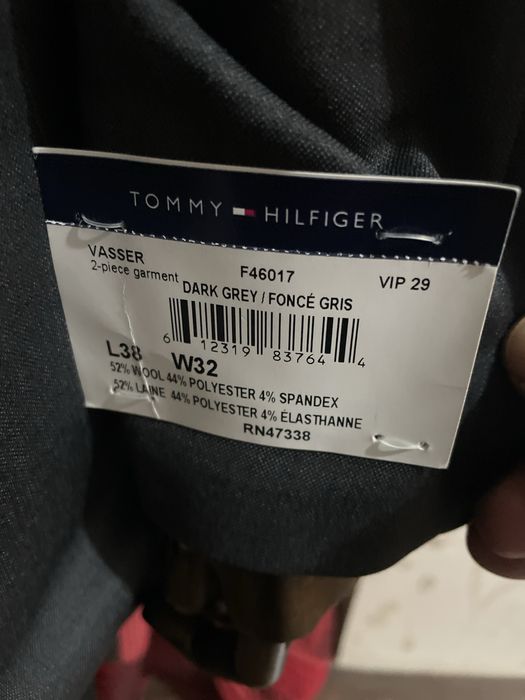 TOMMY HILFIGER
VASSER F46017 VIP 29
2-piece garment
DARK GREY / FONCÉ GRIS
6 12319 83764 4
L38 W32
52% WOOL 44% POLYESTER 4% SPANDEX
52% LAINE 44% POLYESTER 4% ÉLASTHANNE
RN47338